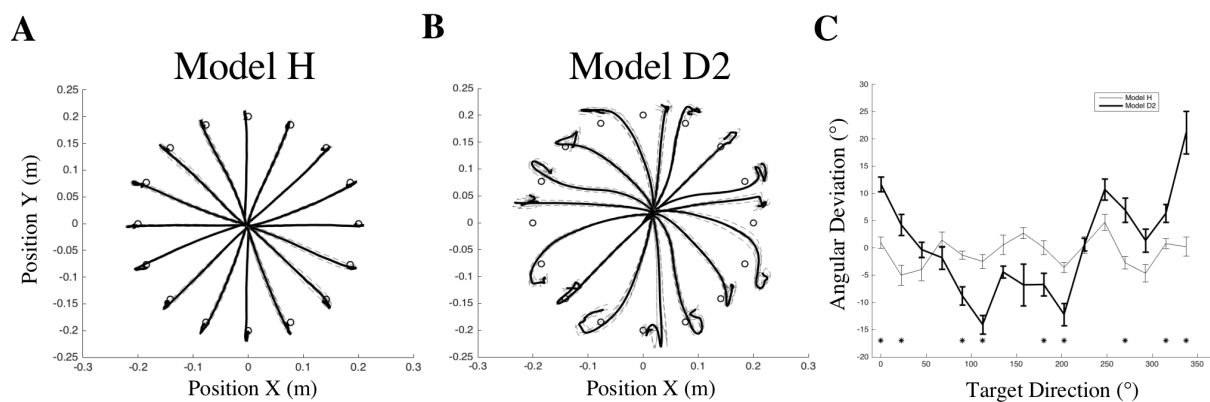 A
Model H
Position Y (m)
0.25
0.2
0.15
0.1
0.05
0
-0.05
-0.1
-0.15
-0.2
-0.25
-0.3 -0.2 -0.1 0 0.1 0.2 0.3
Position X (m)
B
Model D2
0.25
0.2
0.15
0.1
0.05
0
-0.05
-0.1
-0.15
-0.2
-0.25
-0.3 -0.2 -0.1 0 0.1 0.2 0.3
Position X (m)
C
Angular Deviation (°)
30
25
20
15
10
5
0
-5
-10
-15
-20
Model H
Model D2
* * * * * * * * *
0 50 100 150 200 250 300 350
Target Direction (°)